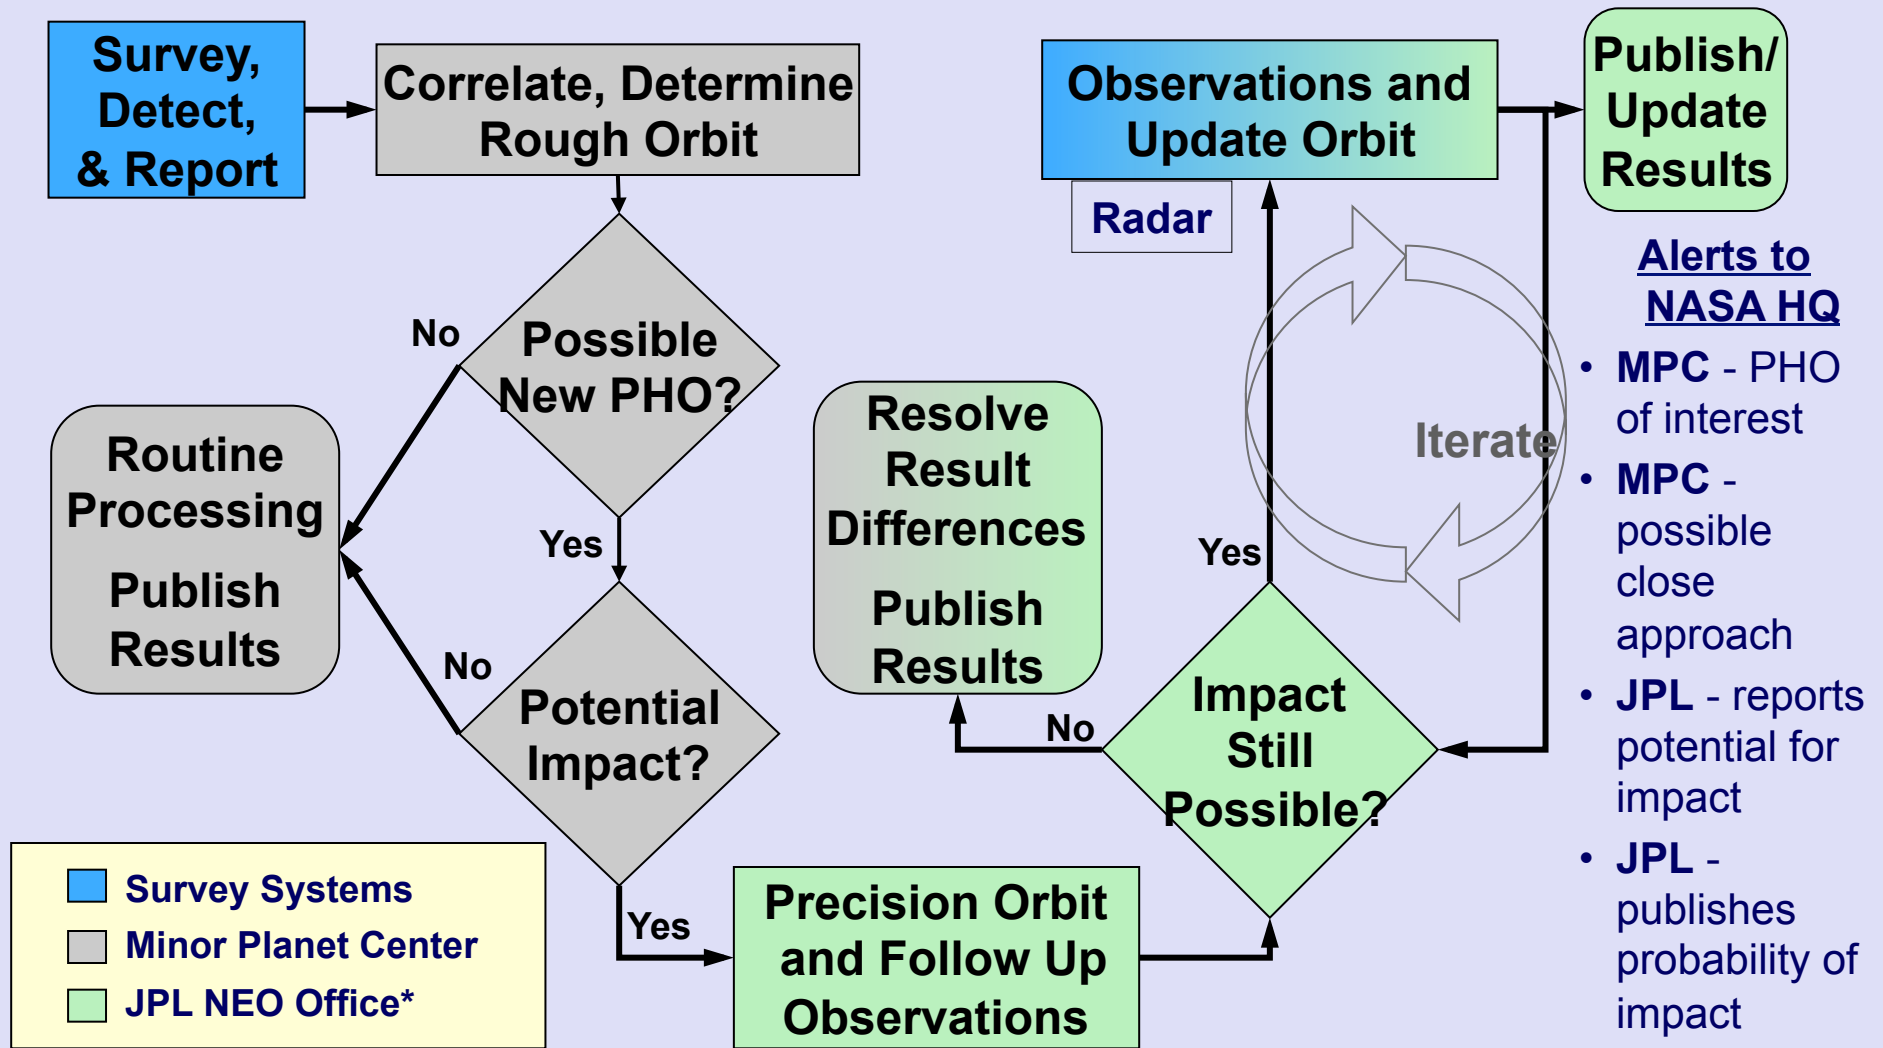 Survey,
Detect,
& Report
Correlate, Determine
Rough Orbit
Observations and
Update Orbit
Publish/
Update
Results
Radar
Alerts to
NASA HQ
• MPC - PHO
of interest
• MPC -
possible
close
approach
• JPL - reports
potential for
impact
• JPL -
publishes
probability of
impact
No
Possible
New PHO?
Yes
Routine
Processing
Publish
Results
No
Potential
Impact?
Yes
Resolve
Result
Differences
Publish
Results
Iterate
Yes
No
Impact
Still
Possible?
Precision Orbit
and Follow Up
Observations
Survey Systems
Minor Planet Center
JPL NEO Office*